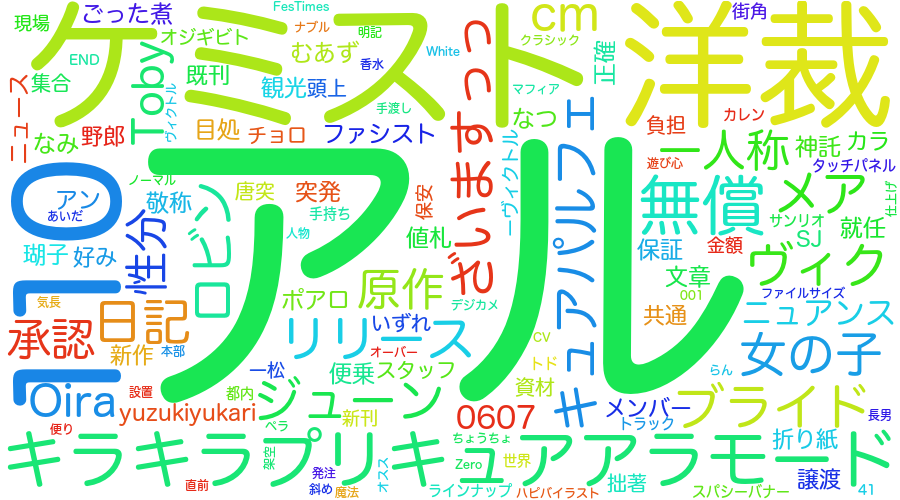 ケミスト
洋裁
アル
キラキラプリキュアアラモード
ごった煮
現場
オジギビト
FesTimes
ナブル
明記
cm
街角
クラシック
END
集合
Toby
既刊
むあず
観光
頭上
香水
White
手渡し
マフィア
正確
ニュース
なみ
野郎
ヴィクトル
目処
チョロ
ファシスト
ざいますっっ
なつ
キュアパルフェ
負担
カレン
一人称
神託
カラ
遊び心
タッチパネル
アン
あいだ
ノーマル
敬称
ロビン
唐突
突発
手持ち
保安
ーヴィクトル
無償
メア
サンリオ
仕上げ
SJ
就任
瑚子
好み
性分
人物
値札
保証
金額
ヴィク
文章
気長
日記
ポアロ
原作
デジカメ
001
ファイルサイズ
承認
新作
本部
リリース
いずれ
共通
ニュアンス
オーバー
CV
一松
便乗
スタッフ
トド
資材
女の子
らん
Oira
設置
yuzukiyukari
都内
ジューン
ペラ
新刊
0607
メンバー
トラック
ブライド
長男
便り
架空
ちょうちょ
折り紙
直前
発注
斜め
魔法
オスス
Zero
世界
ラインナップ
ハピバイラスト
拙著
スパシーバナー
譲渡
41